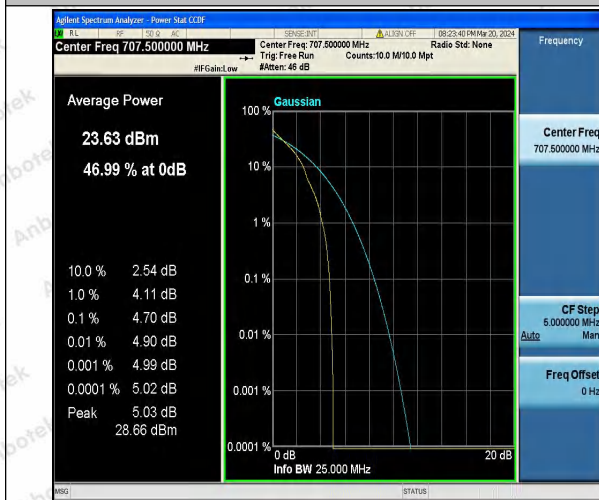 Agilent Spectrum Analyzer - Power Stat CCDF
RL RF 50 Ω AC SENSE:INT ALIGN OFF 08:23:40 PM Mar 20, 2024
Center Freq 707.500000 MHz
Center Freq: 707.500000 MHz Radio Std: None
Trig: Free Run Counts:10.0 M/10.0 Mpt
#IFGain:Low #Atten: 46 dB
Frequency
Average Power
23.63 dBm
46.99 % at 0dB
10.0 % 2.54 dB
1.0 % 4.11 dB
0.1 % 4.70 dB
0.01 % 4.90 dB
0.001 % 4.99 dB
0.0001 % 5.02 dB
Peak 5.03 dB
28.66 dBm
Gaussian
100 %
10 %
1 %
0.1 %
0.01 %
0.001 %
0.0001 %
0 dB 20 dB
Info BW 25.000 MHz
Center Freq
707.500000 MHz
CF Step
5.000000 MHz
Auto Man
Freq Offset
0 Hz
MSG STATUS